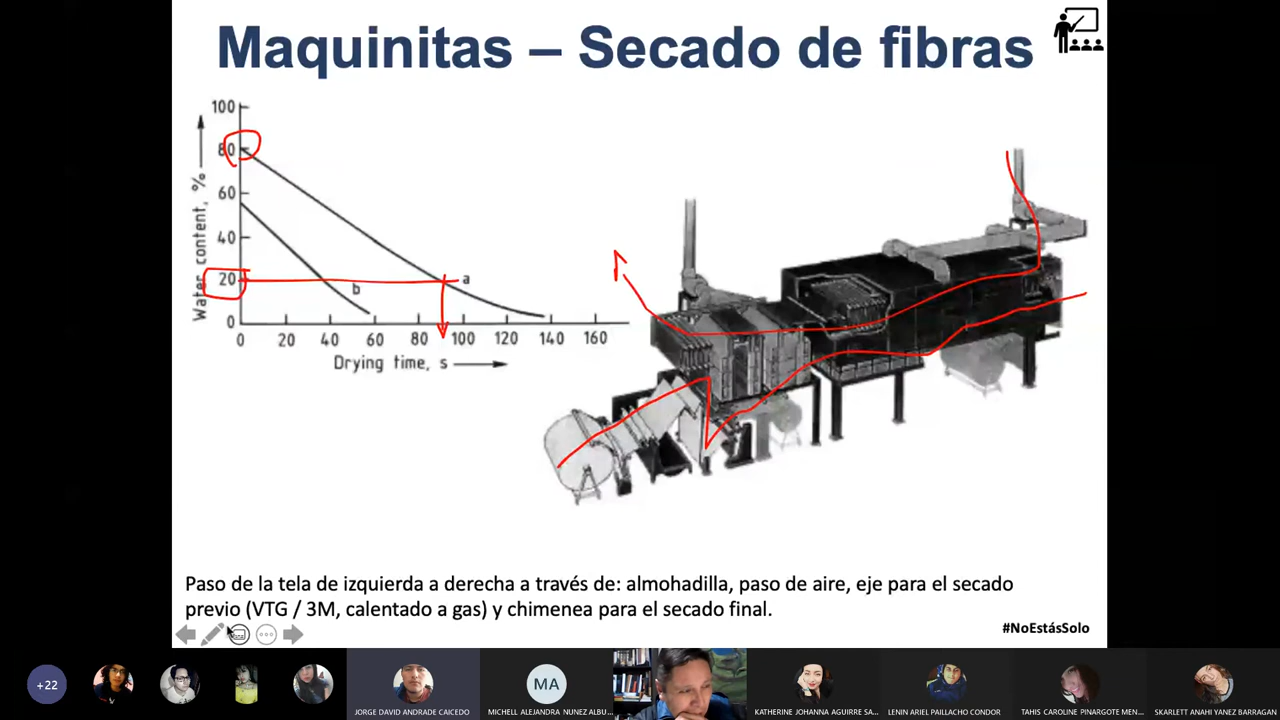 Maquinitas – Secado de fibras
100
80
60
40
20
0
Water content, %
a
b
0 20 40 60 80 100 120 140 160
Drying time, s
Paso de la tela de izquierda a derecha a través de: almohadilla, paso de aire, eje para el secado
previo (VTG / 3M, calentado a gas) y chimenea para el secado final.
#NoEstásSolo
+22
MA
JORGE DAVID ANDRADE CAICEDO
MICHELL ALEJANDRA NUNEZ ALBU...
KATHERINE JOHANNA AGUIRRE SA...
LENIN ARIEL PAILLACHO CONDOR
TAHIS CAROLINE PINARGOTE MEN...
SKARLETT ANAHI YANEZ BARRAGAN